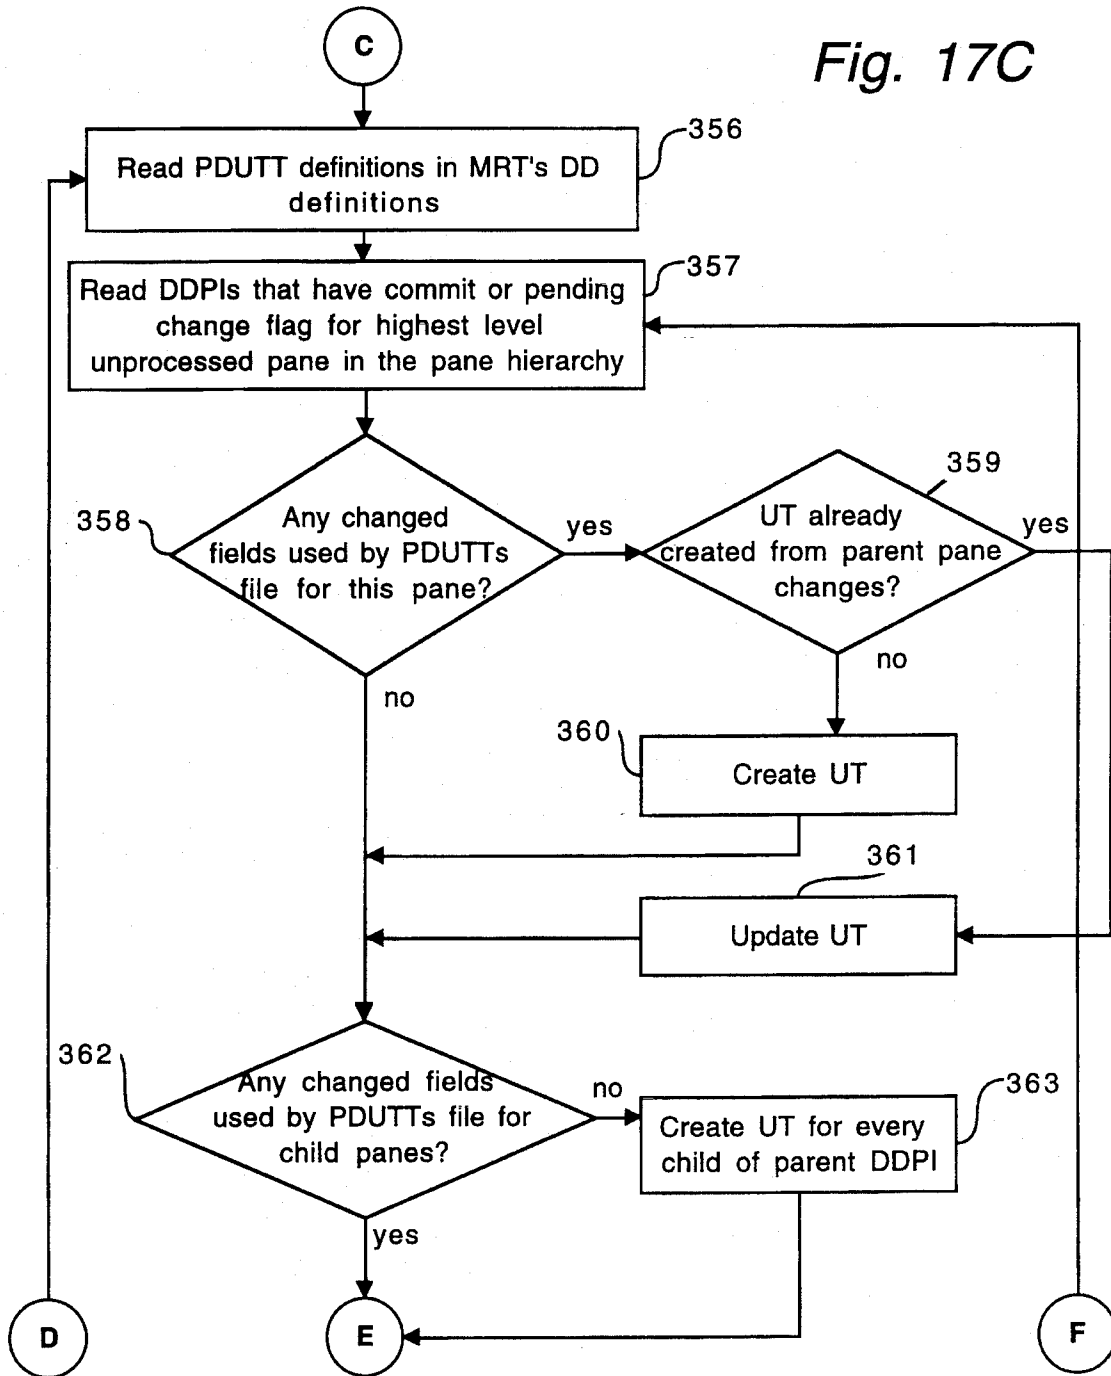 C
Fig. 17C
356
Read PDUTT definitions in MRT's DD
definitions
357
Read DDPIs that have commit or pending
change flag for highest level
unprocessed pane in the pane hierarchy
358
Any changed
fields used by PDUTTs
file for this pane?
yes
no
359
UT already
created from parent pane
changes?
yes
no
360
Create UT
361
Update UT
362
Any changed fields
used by PDUTTs file for
child panes?
no
yes
363
Create UT for every
child of parent DDPI
D
E
F